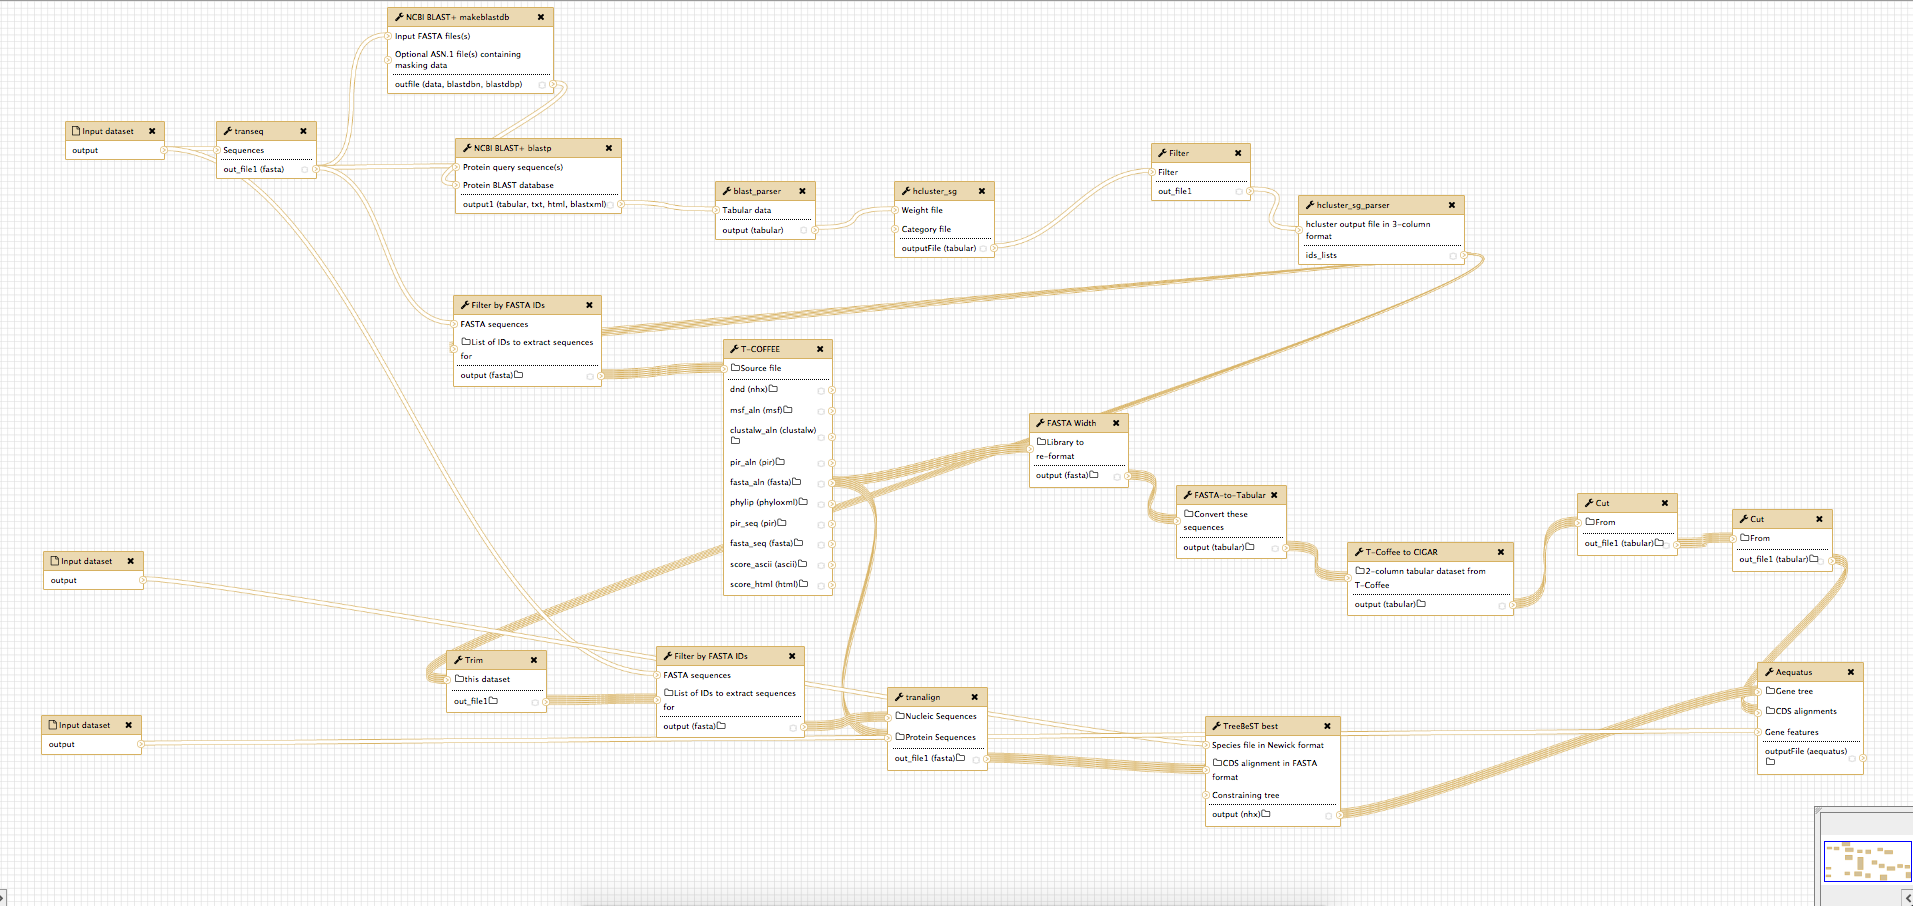 NCBI BLAST+ makeblastdb
Input FASTA files(s)
Optional ASN.1 file(s) containing
masking data
outfile (data, blastdbn, blastdbp)
Input dataset
output
transeq
Sequences
out_file1 (fasta)
NCBI BLAST+ blastp
Protein query sequence(s)
Protein BLAST database
output1 (tabular, txt, html, blastxml)
blast_parser
Tabular data
output (tabular)
hcluster_sg
Weight file
Category file
outputFile (tabular)
Filter
Filter
out_file1
hcluster_sg_parser
hcluster output file in 3-column
format
ids_lists
Filter by FASTA IDs
FASTA sequences
List of IDs to extract sequences
for
output (fasta)
T-COFFEE
Source file
dnd (nhx)
msf_aln (msf)
clustalw_aln (clustalw)
pir_aln (pir)
fasta_aln (fasta)
phylip (phyloxml)
pir_seq (pir)
fasta_seq (fasta)
score_ascii (ascii)
score_html (html)
FASTA Width
Library to
re-format
output (fasta)
FASTA-to-Tabular
Convert these
sequences
output (tabular)
T-Coffee to CIGAR
2-column tabular dataset from
T-Coffee
output (tabular)
Cut
From
out_file1 (tabular)
Cut
From
out_file1 (tabular)
Input dataset
output
Trim
this dataset
out_file1
Filter by FASTA IDs
FASTA sequences
List of IDs to extract sequences
for
output (fasta)
Input dataset
output
tranalign
Nucleic Sequences
Protein Sequences
out_file1 (fasta)
TreeBeST best
Species file in Newick format
CDS alignment in FASTA
format
Constraining tree
output (nhx)
Aequatus
Gene tree
CDS alignments
Gene features
outputFile (aequatus)